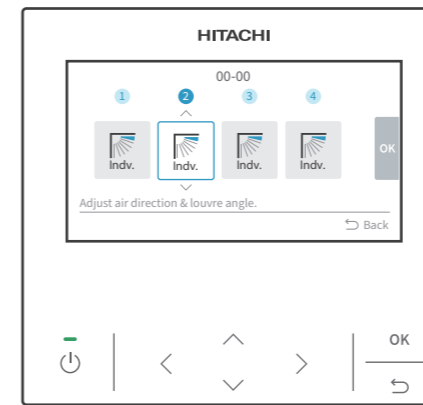 HITACHI
00-00
1 2 3 4
Indv. Indv. Indv. Indv.
OK
Adjust air direction & louvre angle.
Back
OK